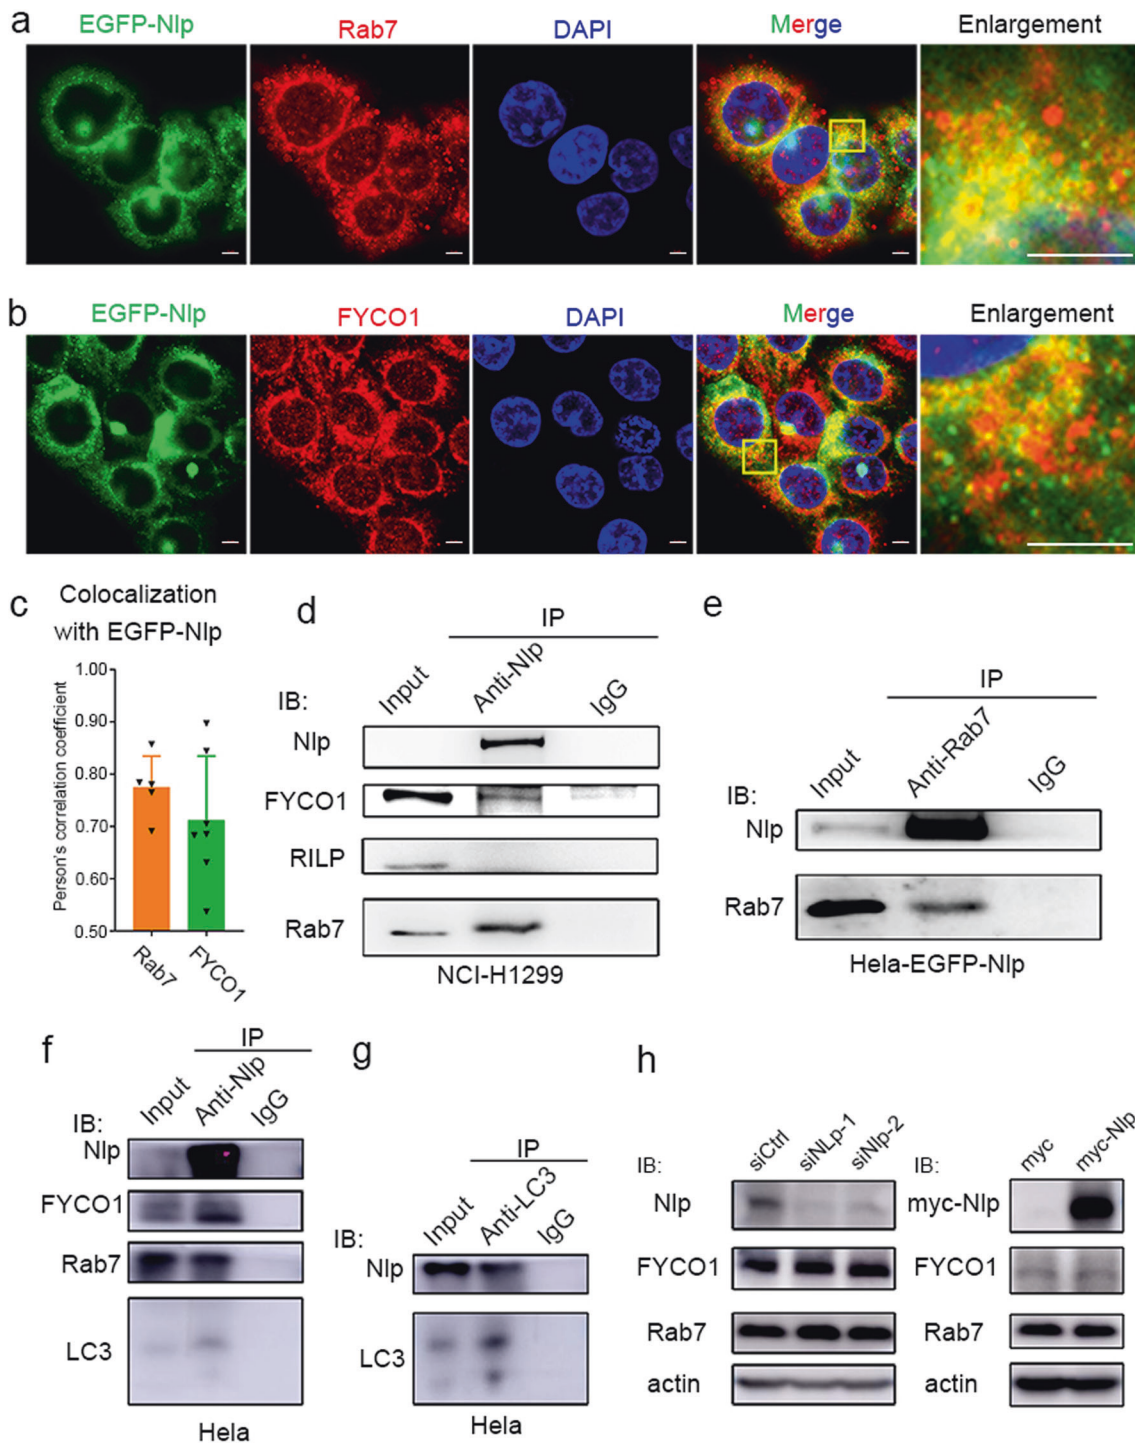 a
EGFP-Nlp Rab7 DAPI Merge Enlargement
b
EGFP-Nlp FYCO1 DAPI Merge Enlargement
c
Colocalization
with EGFP-Nlp
Person's correlation coefficient
1.00
0.90
0.80
0.70
0.60
0.50
Rab7 FYCO1
d
IP
IB: Input Anti-Nlp IgG
Nlp
FYCO1
RILP
Rab7
NCI-H1299
e
IP
IB: Input Anti-Rab7 IgG
Nlp
Rab7
Hela-EGFP-Nlp
f
IP
IB: Input Anti-Nlp IgG
Nlp
FYCO1
Rab7
LC3
Hela
g
IP
IB: Input Anti-LC3 IgG
Nlp
LC3
Hela
h
IB: siCtrl siNLp-1 siNlp-2
Nlp
FYCO1
Rab7
actin
IB: myc myc-Nlp
myc-Nlp
FYCO1
Rab7
actin